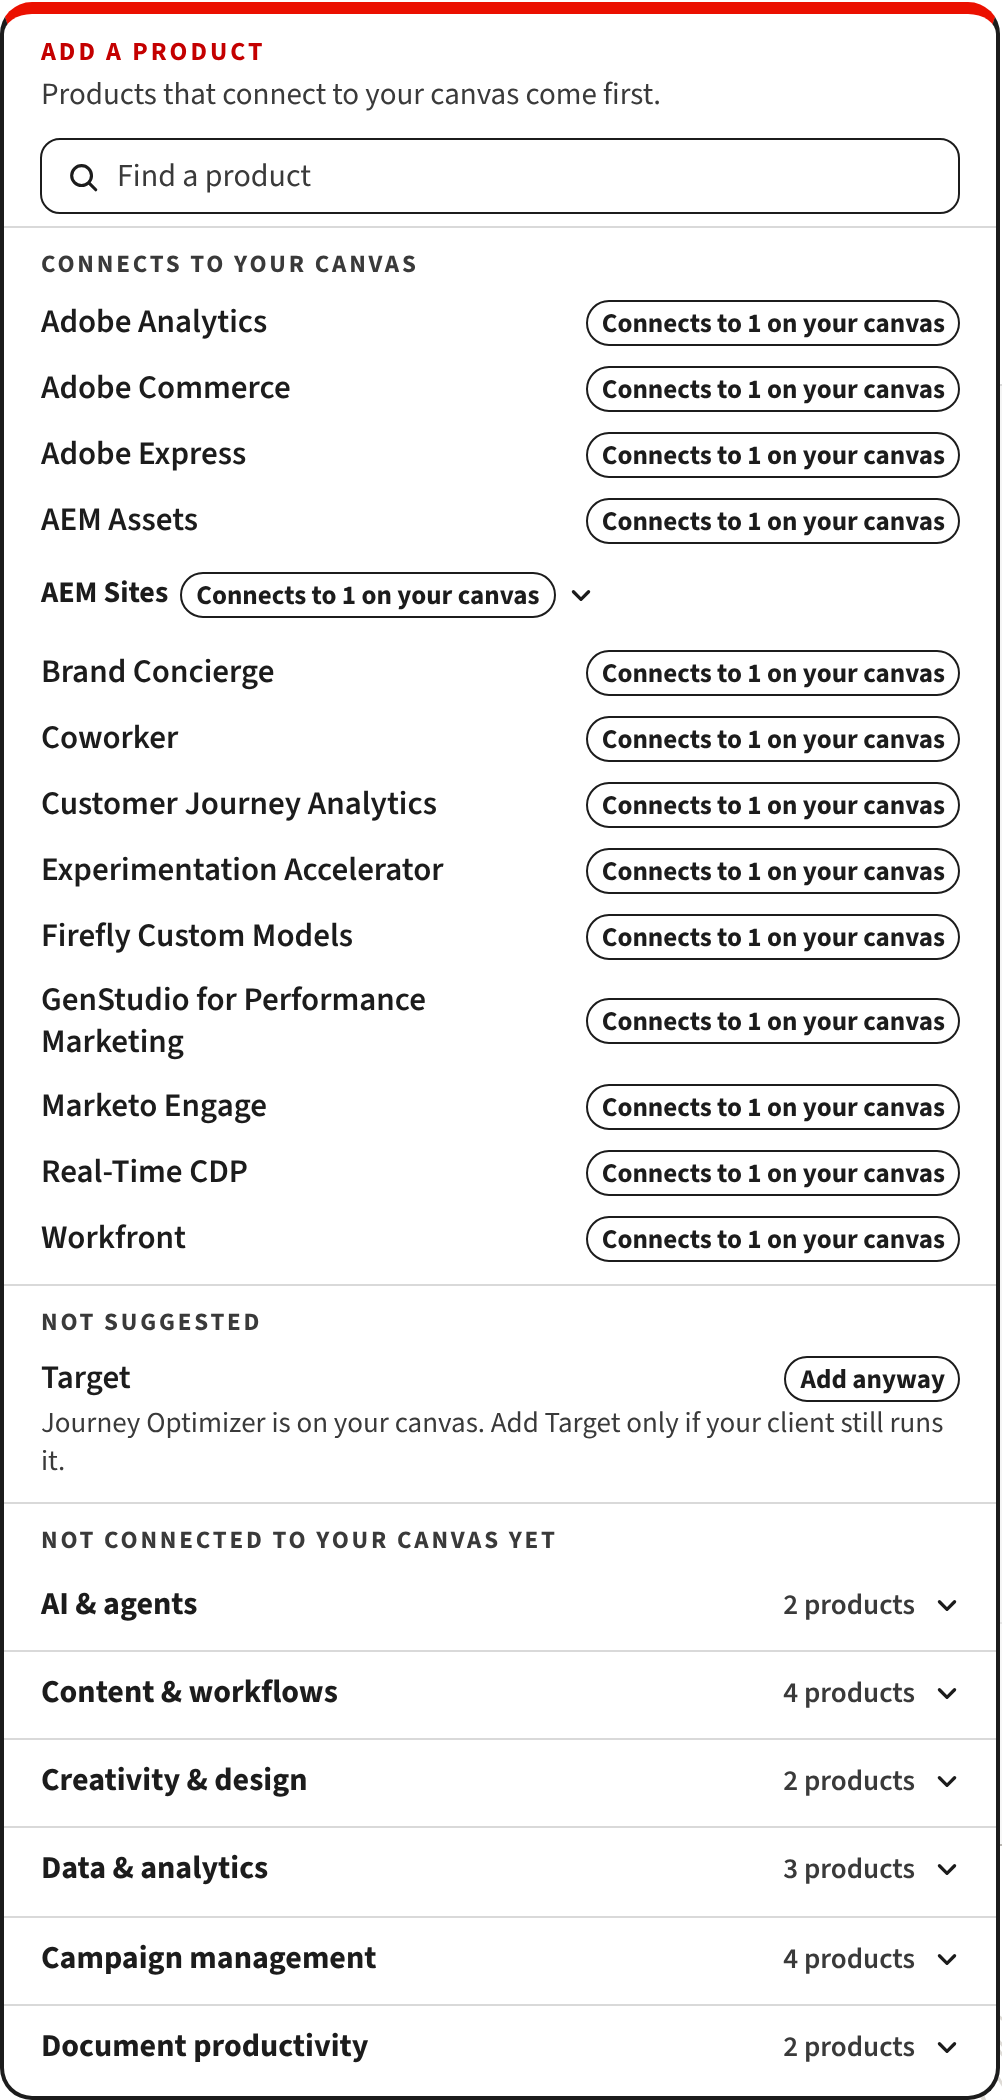 ADD A PRODUCT
Products that connect to your canvas come first.
Find a product
CONNECTS TO YOUR CANVAS
Adobe Analytics Connects to 1 on your canvas
Adobe Commerce Connects to 1 on your canvas
Adobe Express Connects to 1 on your canvas
AEM Assets Connects to 1 on your canvas
AEM Sites Connects to 1 on your canvas
Brand Concierge Connects to 1 on your canvas
Coworker Connects to 1 on your canvas
Customer Journey Analytics Connects to 1 on your canvas
Experimentation Accelerator Connects to 1 on your canvas
Firefly Custom Models Connects to 1 on your canvas
GenStudio for Performance
Marketing Connects to 1 on your canvas
Marketo Engage Connects to 1 on your canvas
Real-Time CDP Connects to 1 on your canvas
Workfront Connects to 1 on your canvas
NOT SUGGESTED
Target Add anyway
Journey Optimizer is on your canvas. Add Target only if your client still runs
it.
NOT CONNECTED TO YOUR CANVAS YET
AI & agents 2 products
Content & workflows 4 products
Creativity & design 2 products
Data & analytics 3 products
Campaign management 4 products
Document productivity 2 products